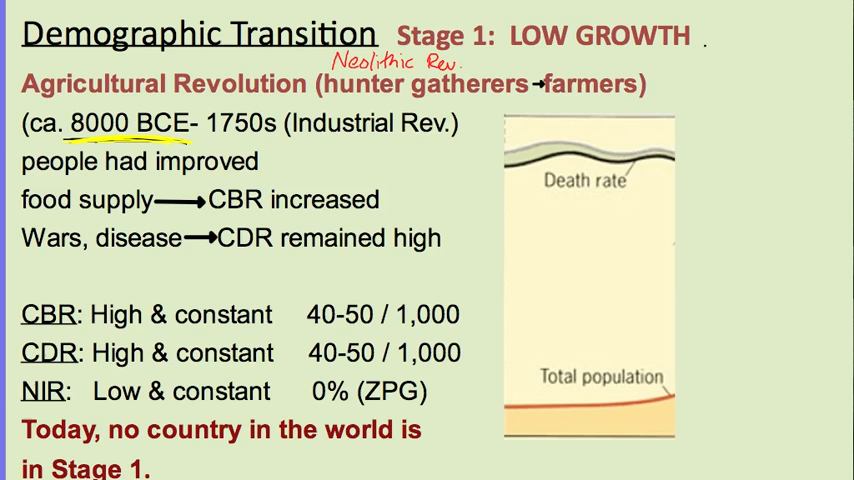 Demographic Transition Stage 1: LOW GROWTH .
Neolithic Rev.
Agricultural Revolution (hunter gatherers→farmers)
(ca. 8000 BCE- 1750s (Industrial Rev.)
people had improved
food supply→CBR increased
Wars, disease→CDR remained high
CBR: High & constant 40-50 / 1,000
CDR: High & constant 40-50 / 1,000
NIR: Low & constant 0% (ZPG)
Today, no country in the world is
in Stage 1.
Death rate
Total population